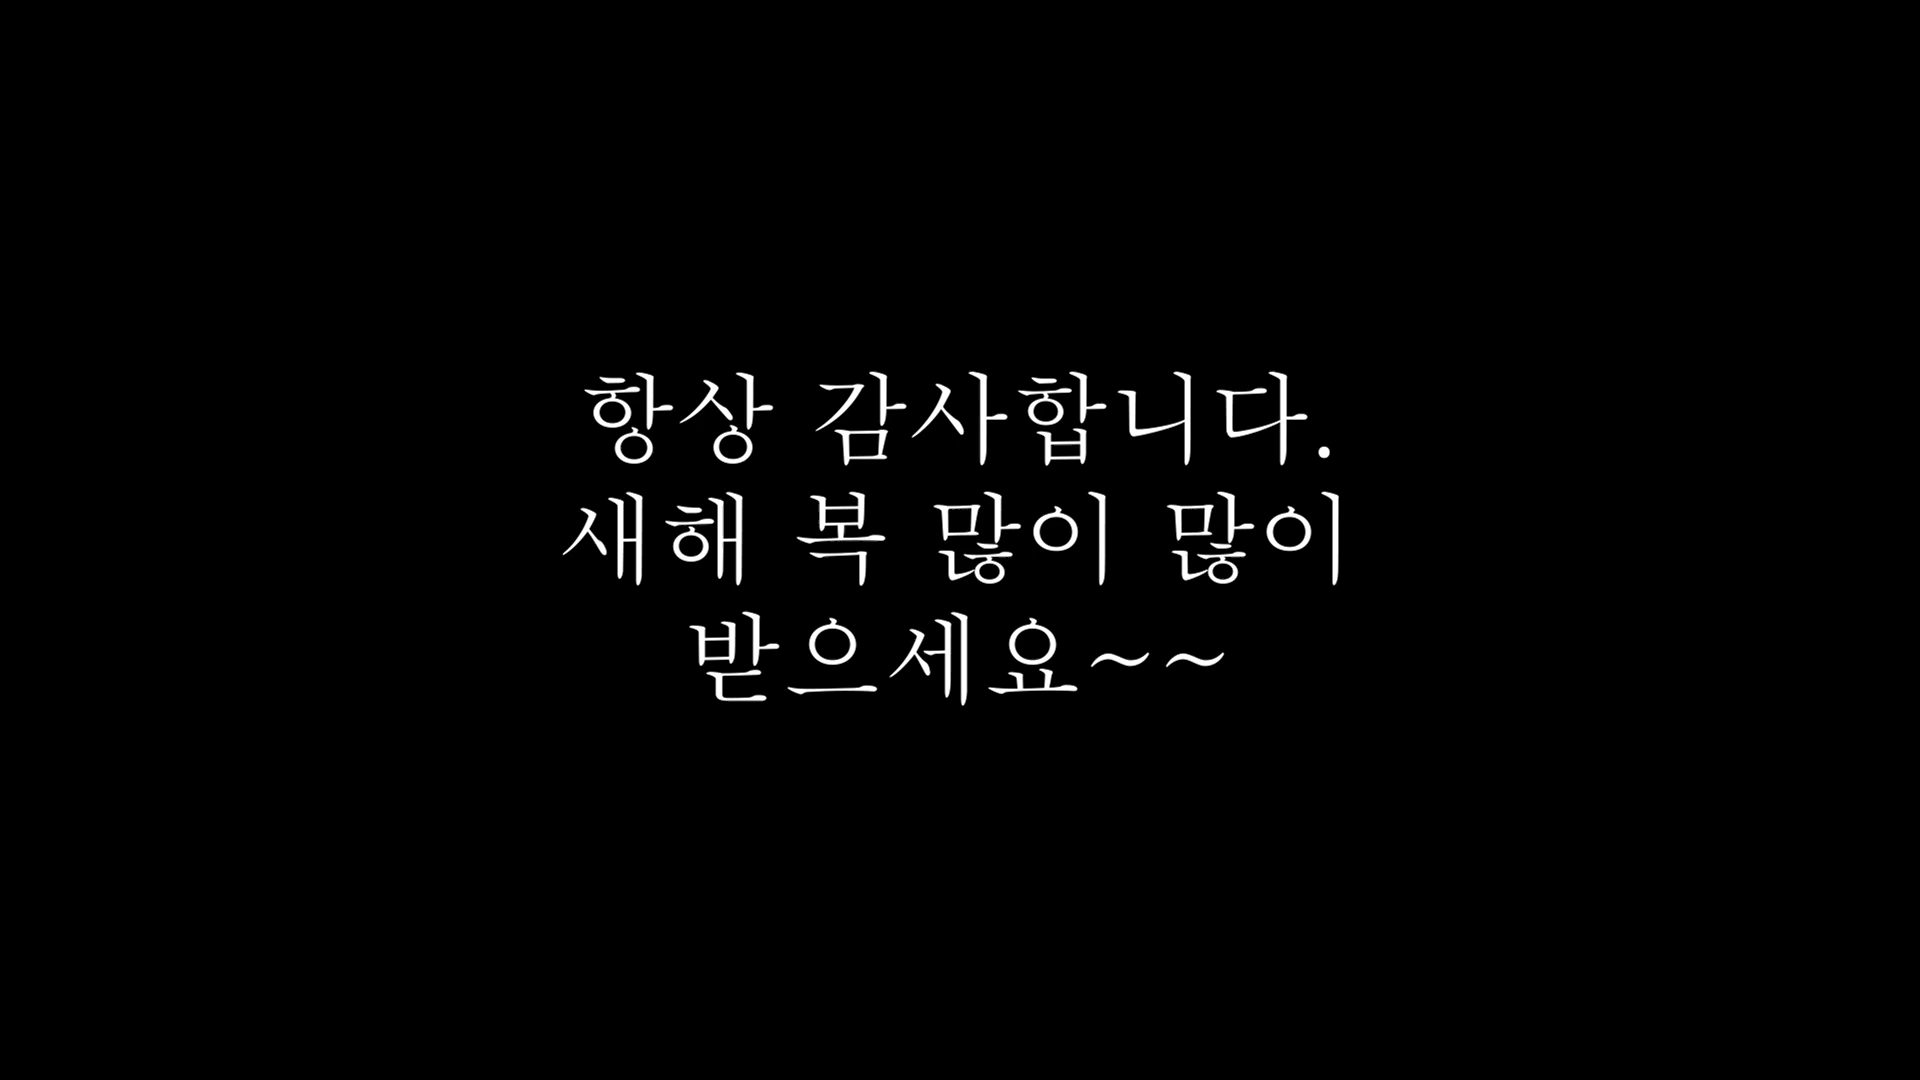 항상 감사합니다.
새해 복 많이 많이
받으세요~~